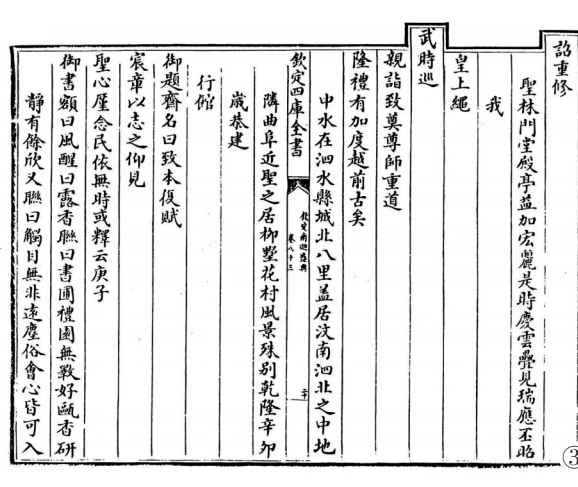 詔重修
聖林門堂殿亭益加宏麗是時慶雲疊見瑞應丕昭
我
皇上繩
武時巡
親詣致奠尊師重道
隆禮有加度越前古矣
欽定四庫全書
欽定南巡盛典
卷八十三
二十
中水在泗水縣城北八里蓋居汶南泗北之中地
隣曲阜近聖之居柳墅花村風景殊別乾隆辛卯
歲恭建
行館
御題齋名曰致本復賦
宸章以志之仰見
聖心廑念民依無時或釋云庚子
御書額曰風醒曰露香聯曰書圃禮園無斁好甌香研
靜有餘欣又聯曰觸目無非遠塵俗會心皆可入
③